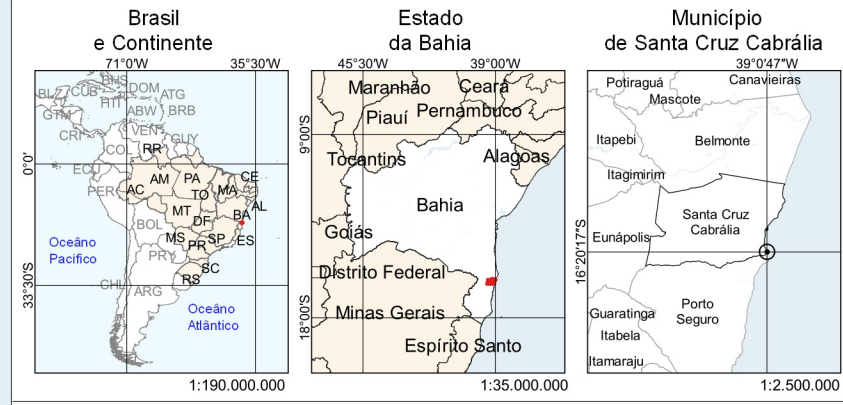 Brasil
e Continente
71°0'W
35°30'W
0°0'
33°30'S
BHS
BLZ
CUB
DOM
ATG
HTI
GTM
ABW
BRB
CRI
VEN
GUY
COL
RR
ECU
AM
PA
CE
PER
AC
TO
MA
AL
MT
BA
BOL
DF
MS
SP
ES
PR
PRY
SC
CHL
RS
ARG
Oceâno
Pacífico
Oceâno
Atlântico
1:190.000.000
Estado
da Bahia
45°30'W
39°00'W
9°00'S
18°00'S
Maranhão
Ceará
Piauí
Pernambuco
Tocantins
Alagoas
Bahia
Goiás
Distrito Federal
Minas Gerais
Espírito Santo
1:35.000.000
Município
de Santa Cruz Cabrália
39°0'47"W
16°20'17"S
Potiraguá
Canavieiras
Mascote
Itapebi
Belmonte
Itagimirim
Santa Cruz
Cabrália
Eunápolis
Porto
Seguro
Guaratinga
Itabela
Itamaraju
1:2.500.000